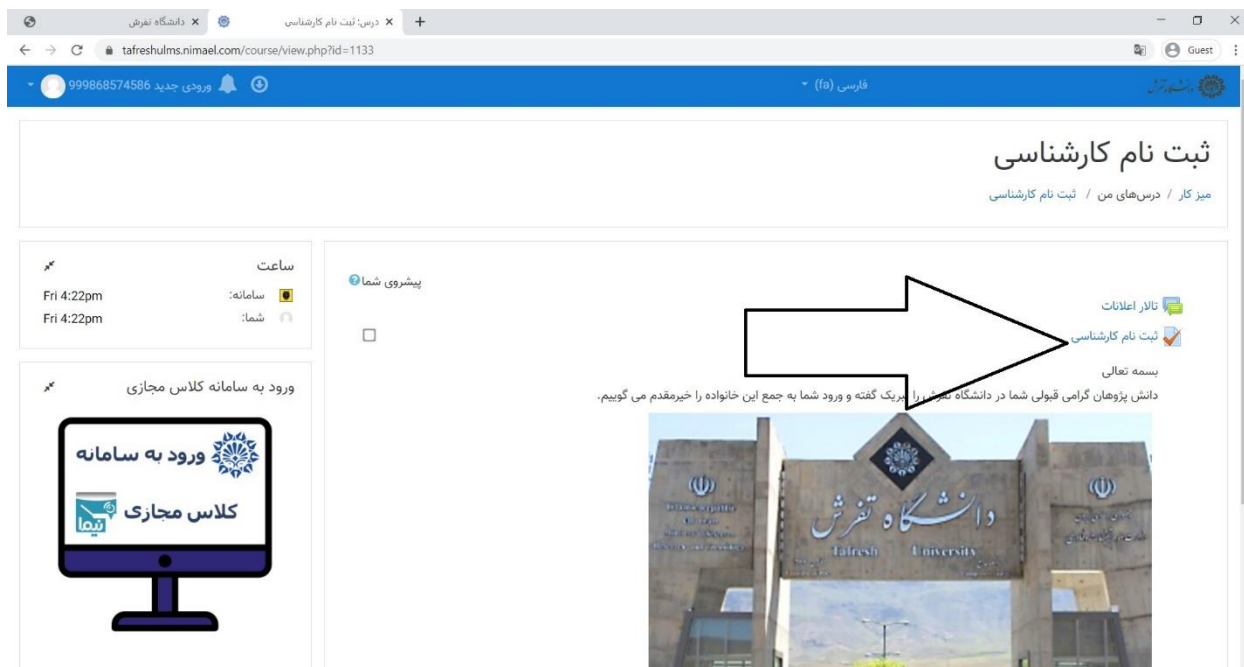 درس: ثبت نام کارشناسی
دانشگاه تفرش
tafreshulms.nimael.com/course/view.php?id=1133
Guest
فارسی (fa)
ورودی جدید 999868574586
ثبت نام کارشناسی
میز کار / درس‌های من / ثبت نام کارشناسی
پیشروی شما
تالار اعلانات
ثبت نام کارشناسی
بسمه تعالی
دانش پژوهان گرامی قبولی شما در دانشگاه تفرش را تبریک گفته و ورود شما به جمع این خانواده را خیرمقدم می گوییم.
دانشگاه تفرش
Tafresh University
ساعت
سامانه: Fri 4:22pm
شما: Fri 4:22pm
ورود به سامانه کلاس مجازی
ورود به سامانه
کلاس مجازی
نیما